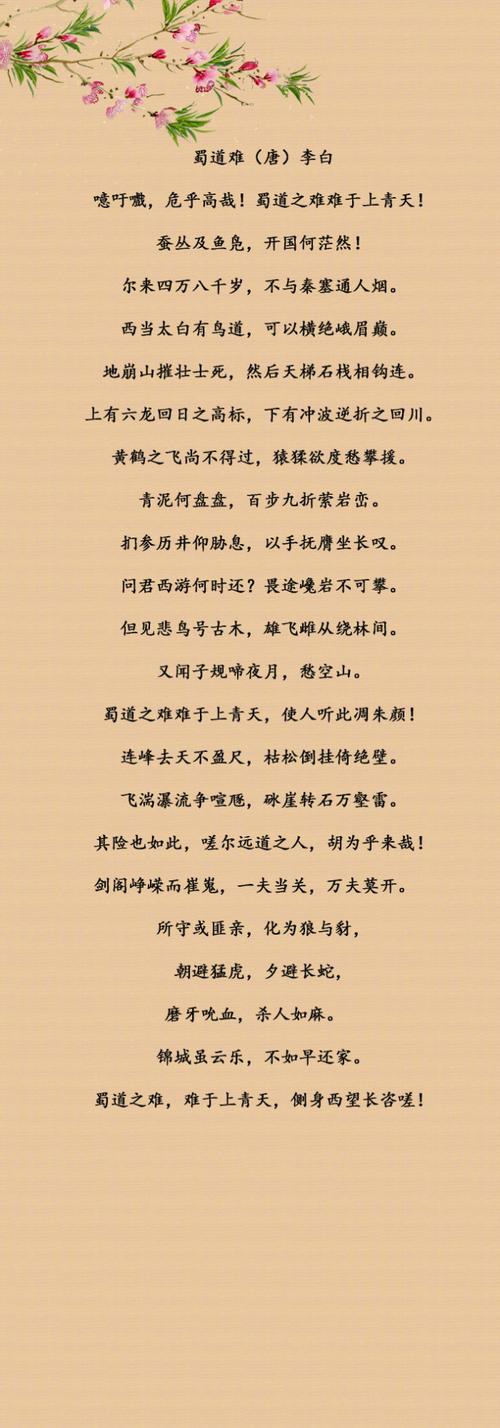 蜀道难（唐）李白
噫吁嚱，危乎高哉！蜀道之难难于上青天！
蚕丛及鱼凫，开国何茫然！
尔来四万八千岁，不与秦塞通人烟。
西当太白有鸟道，可以横绝峨眉巅。
地崩山摧壮士死，然后天梯石栈相钩连。
上有六龙回日之高标，下有冲波逆折之回川。
黄鹤之飞尚不得过，猿猱欲度愁攀援。
青泥何盘盘，百步九折萦岩峦。
扪参历井仰胁息，以手抚膺坐长叹。
问君西游何时还？畏途巉岩不可攀。
但见悲鸟号古木，雄飞雌从绕林间。
又闻子规啼夜月，愁空山。
蜀道之难难于上青天，使人听此凋朱颜！
连峰去天不盈尺，枯松倒挂倚绝壁。
飞湍瀑流争喧豗，砯崖转石万壑雷。
其险也如此，嗟尔远道之人，胡为乎来哉！
剑阁峥嵘而崔嵬，一夫当关，万夫莫开。
所守或匪亲，化为狼与豺，
朝避猛虎，夕避长蛇，
磨牙吮血，杀人如麻。
锦城虽云乐，不如早还家。
蜀道之难，难于上青天，侧身西望长咨嗟！